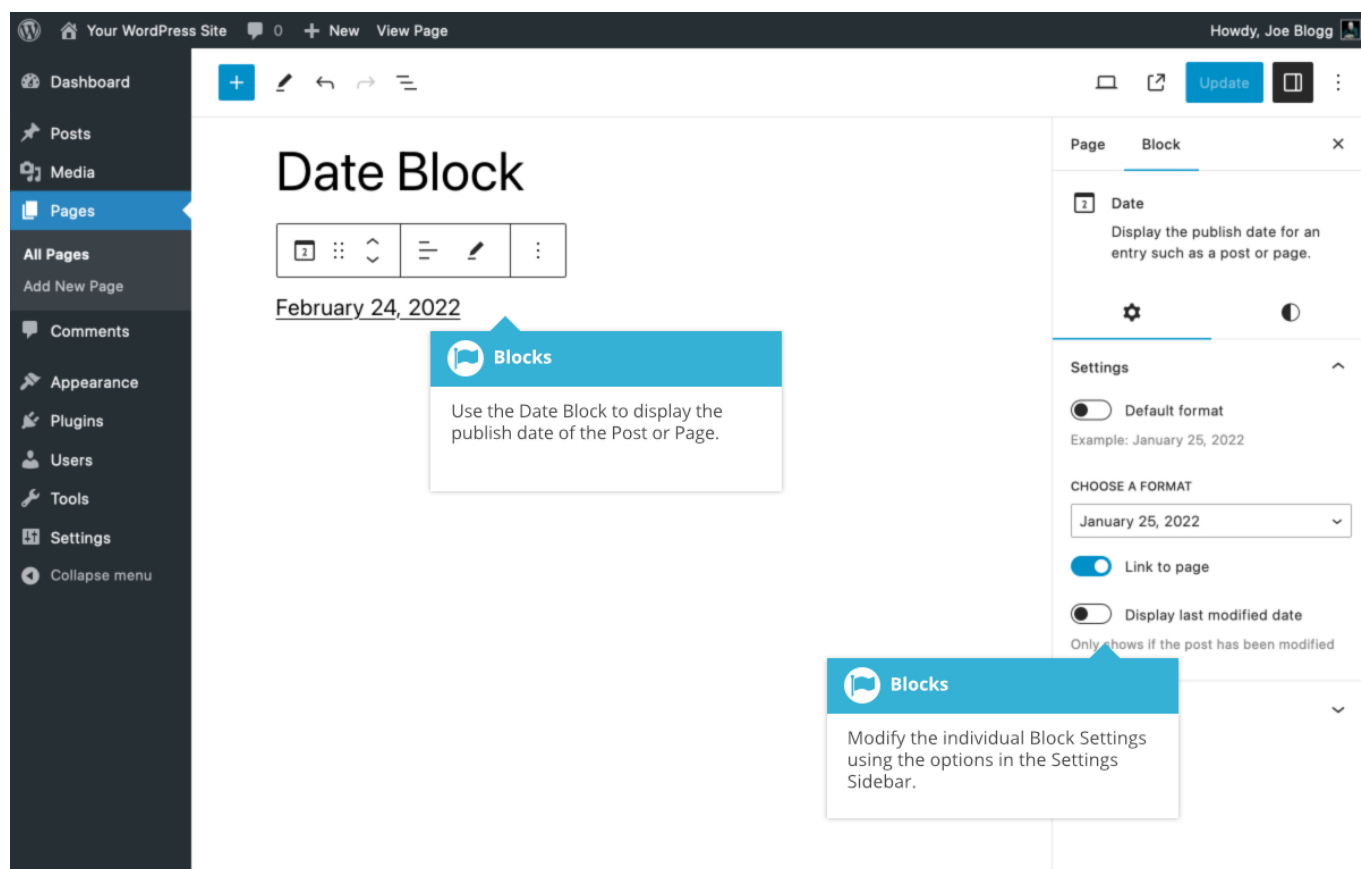 Your WordPress Site 0 New View Page Howdy, Joe Blogg
Dashboard
Posts
Media
Pages
All Pages
Add New Page
Comments
Appearance
Plugins
Users
Tools
Settings
Collapse menu
Update
Date Block
2
February 24, 2022
Blocks
Use the Date Block to display the
publish date of the Post or Page.
Page Block
2 Date
Display the publish date for an
entry such as a post or page.
Settings
Default format
Example: January 25, 2022
CHOOSE A FORMAT
January 25, 2022
Link to page
Display last modified date
Only shows if the post has been modified
Blocks
Modify the individual Block Settings
using the options in the Settings
Sidebar.